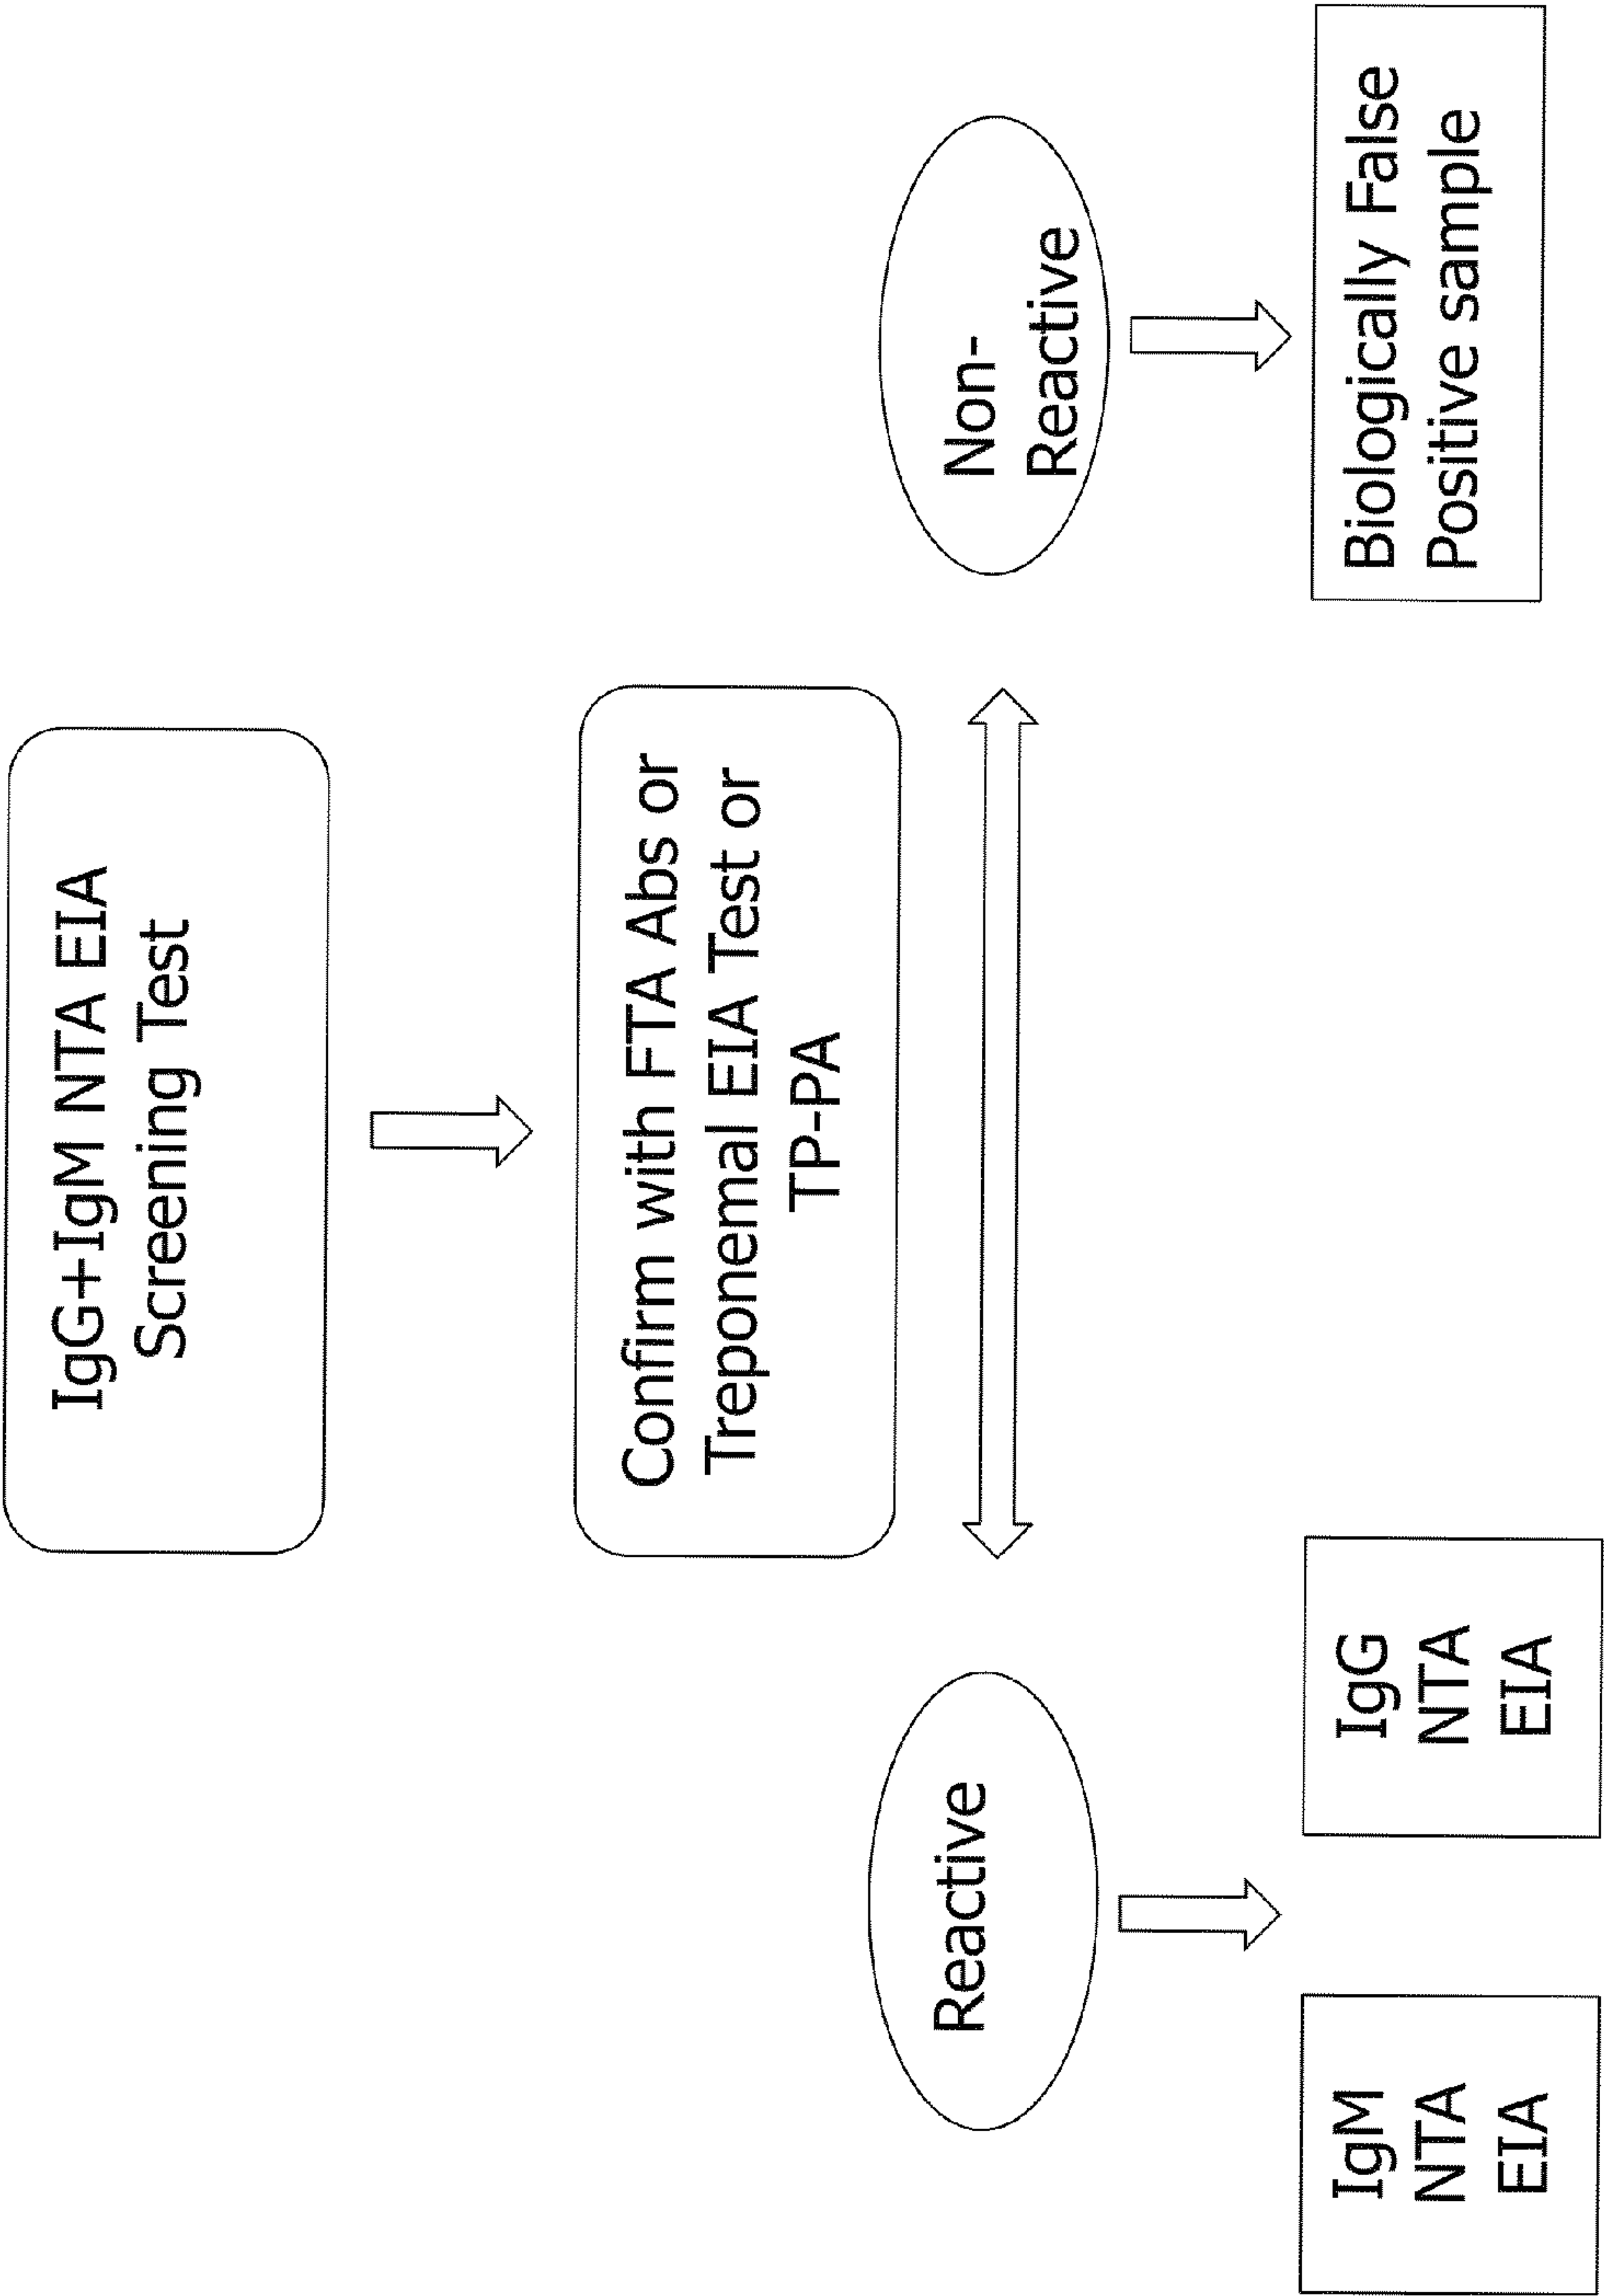 IgG+IgM NTA EIA
Screening Test
Confirm with FTA Abs or
Treponemal EIA Test or
TP-PA
Reactive
Non-
Reactive
IgM
NTA
EIA
IgG
NTA
EIA
Biologically False
Positive sample